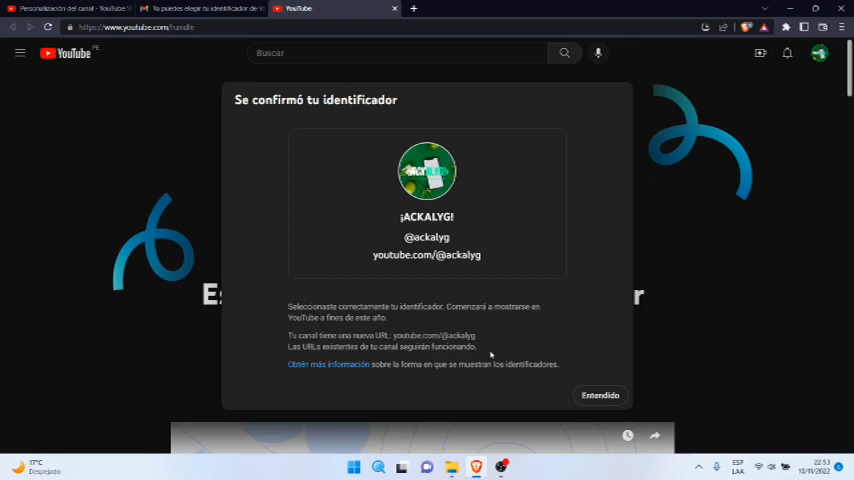 Personalización del canal - YouTube S
Ya puedes elegir tu identificador de Yo
YouTube
https://www.youtube.com/handle
YouTube PE
Buscar
Se confirmó tu identificador
¡ACKALYG!
@ackalyg
youtube.com/@ackalyg
Seleccionaste correctamente tu identificador. Comenzará a mostrarse en
YouTube a fines de este año.
Tu canal tiene una nueva URL: youtube.com/@ackalyg
Las URLs existentes de tu canal seguirán funcionando.
Obtén más información sobre la forma en que se muestran los identificadores.
Entendido
Es
r
17°C
Despejado
ESP
LAA
22:53
10/11/2022